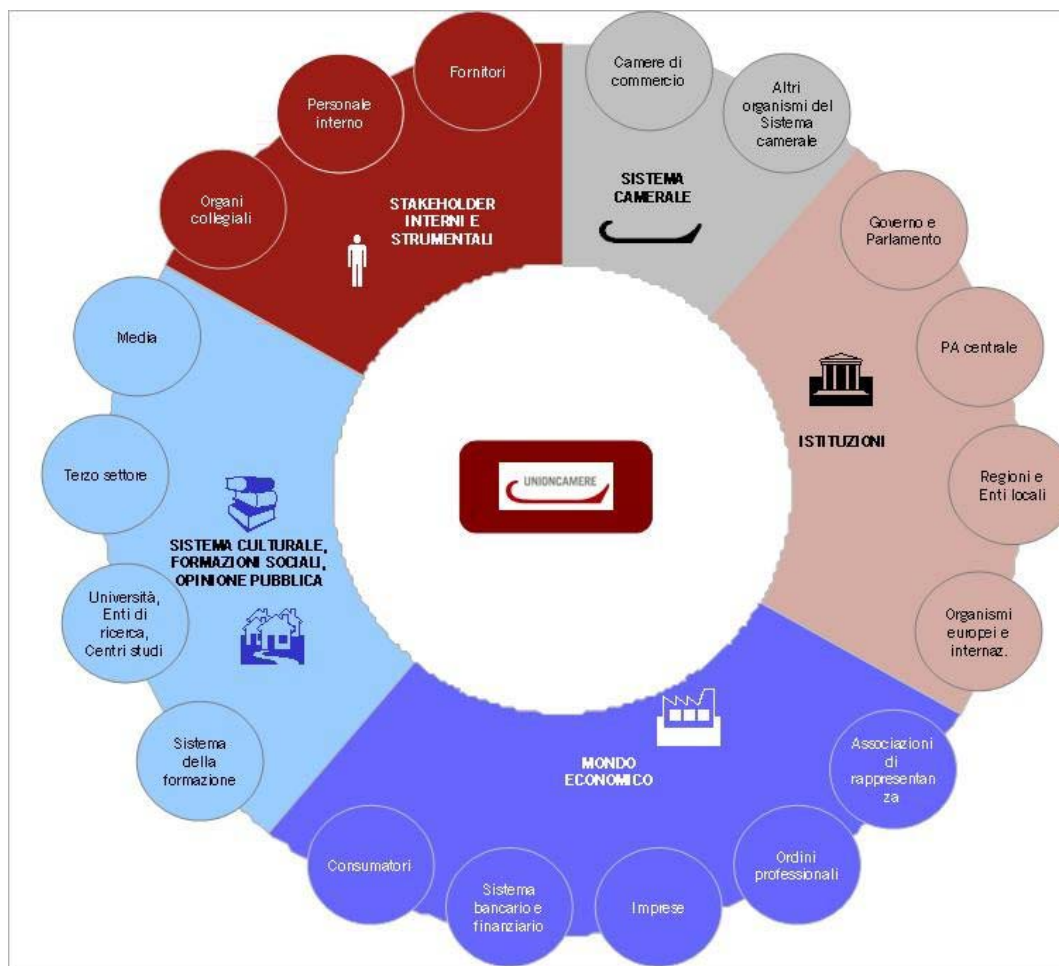 Fornitori
Personale
interno
Organi
collegiali
STAKEHOLDER
INTERNI E
STRUMENTALI
Camere di
commercio
Altri
organismi del
Sistema
camerale
SISTEMA
CAMERALE
Governo e
Parlamento
PA centrale
Regioni e
Enti locali
Organismi
europei e
internaz.
ISTITUZIONI
Associazioni
di
rappresentan
za
Ordini
professionali
Imprese
Sistema
bancario e
finanziario
Consumatori
MONDO
ECONOMICO
Media
Terzo settore
Università,
Enti di
ricerca,
Centri studi
Sistema
della
formazione
SISTEMA CULTURALE,
FORMAZIONI SOCIALI,
OPINIONE PUBBLICA
UNIONCAMERE